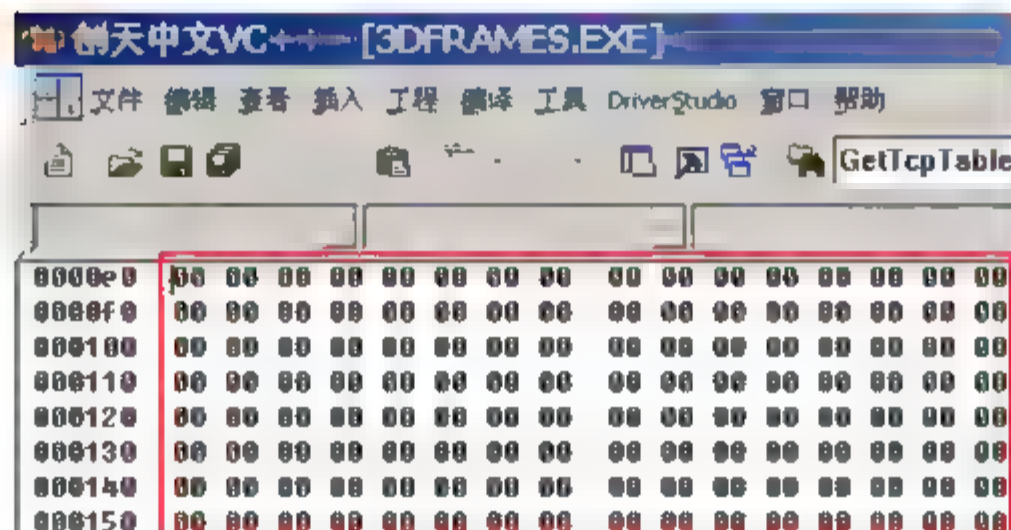 创天中文VC++ - [3DFRAMES.EXE]
文件 编辑 查看 插入 工程 编译 工具 DriverStudio 窗口 帮助
GetTcpTable
0000e0 00 00 00 00 00 00 00 00 00 00 00 00 00 00 00 00
0000f0 00 00 00 00 00 00 00 00 00 00 00 00 00 00 00 00
000100 00 00 00 00 00 00 00 00 00 00 00 00 00 00 00 00
000110 00 00 00 00 00 00 00 00 00 00 00 00 00 00 00 00
000120 00 00 00 00 00 00 00 00 00 00 00 00 00 00 00 00
000130 00 00 00 00 00 00 00 00 00 00 00 00 00 00 00 00
000140 00 00 00 00 00 00 00 00 00 00 00 00 00 00 00 00
000150 00 00 00 00 00 00 00 00 00 00 00 00 00 00 00 00